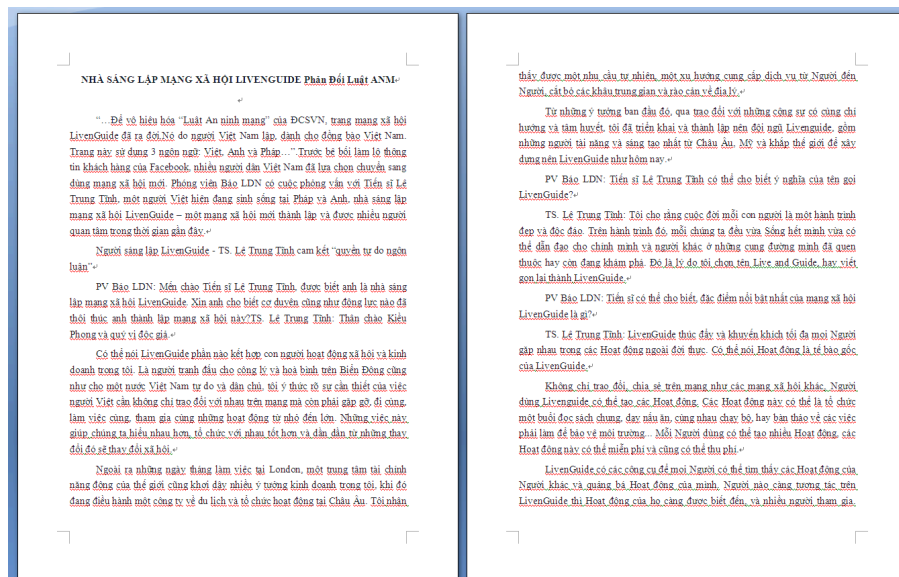 NHÀ SÁNG LẬP MẠNG XÃ HỘI LIVENGUIDE Phản Đối Luật ANM
“…Để vô hiệu hóa “Luật An ninh mạng” của ĐCSVN, trang mạng xã hội
LivenGuide đã ra đời.Nó do người Việt Nam lập, dành cho đồng bào Việt Nam.
Trang này sử dụng 3 ngôn ngữ: Việt, Anh và Pháp…”.Trước bê bối làm lộ thông
tin khách hàng của Facebook, nhiều người dân Việt Nam đã lựa chọn chuyển sang
dùng mạng xã hội mới. Phóng viên Báo LDN có cuộc phỏng vấn với Tiến sĩ Lê
Trung Tĩnh, một người Việt hiện đang sinh sống tại Pháp và Anh, nhà sáng lập
mạng xã hội LivenGuide – một mạng xã hội mới thành lập và được nhiều người
quan tâm trong thời gian gần đây.
Người sáng lập LivenGuide - TS. Lê Trung Tĩnh cam kết “quyền tự do ngôn
luận”
PV Báo LDN: Mến chào Tiến sĩ Lê Trung Tĩnh, được biết anh là nhà sáng
lập mạng xã hội LivenGuide. Xin anh cho biết cơ duyên cũng như động lực nào đã
thôi thúc anh thành lập mạng xã hội này?TS. Lê Trung Tĩnh: Thân chào Kiều
Phong và quý vị độc giả.
Có thể nói LivenGuide phần nào kết hợp con người hoạt động xã hội và kinh
doanh trong tôi. Là người tranh đấu cho công lý và hoà bình trên Biển Đông cũng
như cho một nước Việt Nam tự do và dân chủ, tôi ý thức rõ sự cần thiết của việc
người Việt cần không chỉ trao đổi với nhau trên mạng mà còn phải gặp gỡ, đi cùng,
làm việc cùng, tham gia cùng những hoạt động từ nhỏ đến lớn. Những việc này
giúp chúng ta hiểu nhau hơn, tổ chức với nhau tốt hơn và dần dần từ những thay
đổi đó sẽ thay đổi xã hội.
Ngoài ra những ngày tháng làm việc tại London, một trung tâm tài chính
năng động của thế giới cũng khơi dậy nhiều ý tưởng kinh doanh trong tôi, khi đó
đang điều hành một công ty về du lịch và tổ chức hoạt động tại Châu Âu. Tôi nhận
thấy được một nhu cầu tự nhiên, một xu hướng cung cấp dịch vụ từ Người đến
Người, cắt bỏ các khâu trung gian và rào cản về địa lý.
Từ những ý tưởng ban đầu đó, qua trao đổi với những cộng sự có cùng chí
hướng và tâm huyết, tôi đã triển khai và thành lập nên đội ngũ Livenguide, gồm
những người tài năng và sáng tạo nhất từ Châu Âu, Mỹ và khắp thế giới để xây
dựng nên LivenGuide như hôm nay.
PV Báo LDN: Tiến sĩ Lê Trung Tĩnh có thể cho biết ý nghĩa của tên gọi
LivenGuide?
TS. Lê Trung Tĩnh: Tôi cho rằng cuộc đời mỗi con người là một hành trình
đẹp và độc đáo. Trên hành trình đó, mỗi chúng ta đều vừa Sống hết mình vừa có
thể dẫn đạo cho chính mình và người khác ở những cung đường mình đã quen
thuộc hay còn đang khám phá. Đó là lý do tôi chọn tên Live and Guide, hay viết
gọn lại thành LivenGuide.
PV Báo LDN: Tiến sĩ có thể cho biết, đặc điểm nổi bật nhất của mạng xã hội
LivenGuide là gì?
TS. Lê Trung Tĩnh: LivenGuide thúc đẩy và khuyến khích tối đa mọi Người
gặp nhau trong các Hoạt động ngoài đời thực. Có thể nói Hoạt động là tế bào gốc
của LivenGuide.
Không chỉ trao đổi, chia sẻ trên mạng như các mạng xã hội khác, Người
dùng Livenguide có thể tạo các Hoạt động. Các Hoạt động này có thể là tổ chức
một buổi đọc sách chung, dạy nấu ăn, cùng nhau chạy bộ, hay bàn thảo về các việc
phải làm để bảo vệ môi trường... Mỗi Người dùng có thể tạo nhiều Hoạt động, các
Hoạt động này có thể miễn phí và cũng có thể thu phí.
LivenGuide có các công cụ để mọi Người có thể tìm thấy các Hoạt động của
Người khác và quảng bá Hoạt động của mình. Người nào càng tương tác trên
LivenGuide thì Hoạt động của họ càng được biết đến, và nhiều người tham gia.